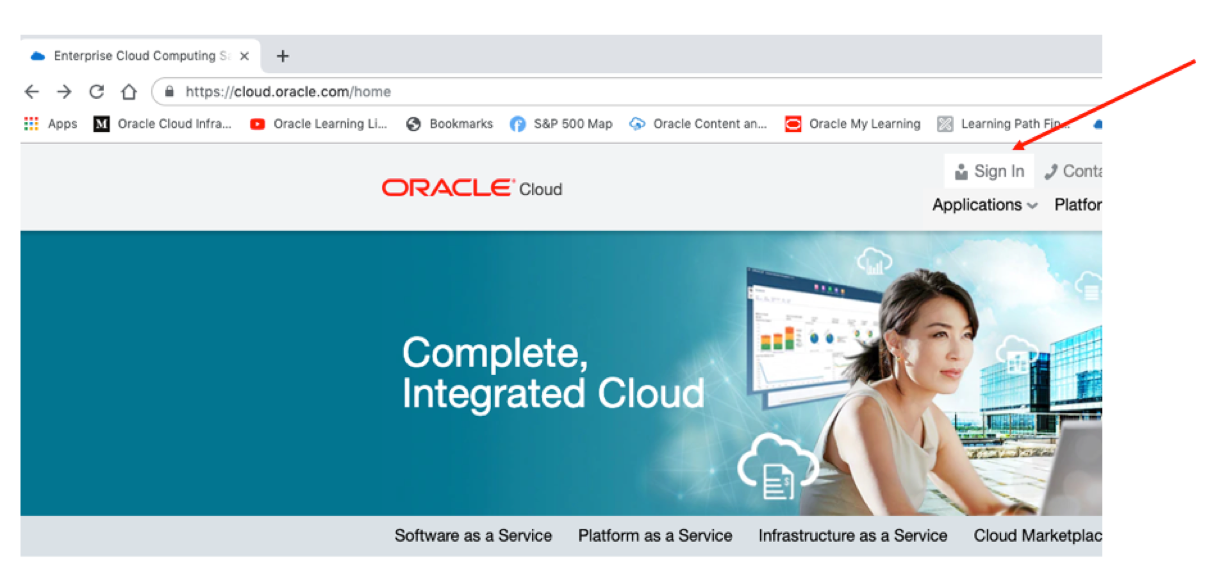 Enterprise Cloud Computing Sa
https://cloud.oracle.com/home
Apps M Oracle Cloud Infra... Oracle Learning Li... Bookmarks S&P 500 Map Oracle Content an... Oracle My Learning Learning Path
Sign In Conta
ORACLE Cloud
Applications Platfor
Complete,
Integrated Cloud
Software as a Service Platform as a Service Infrastructure as a Service Cloud Marketplac